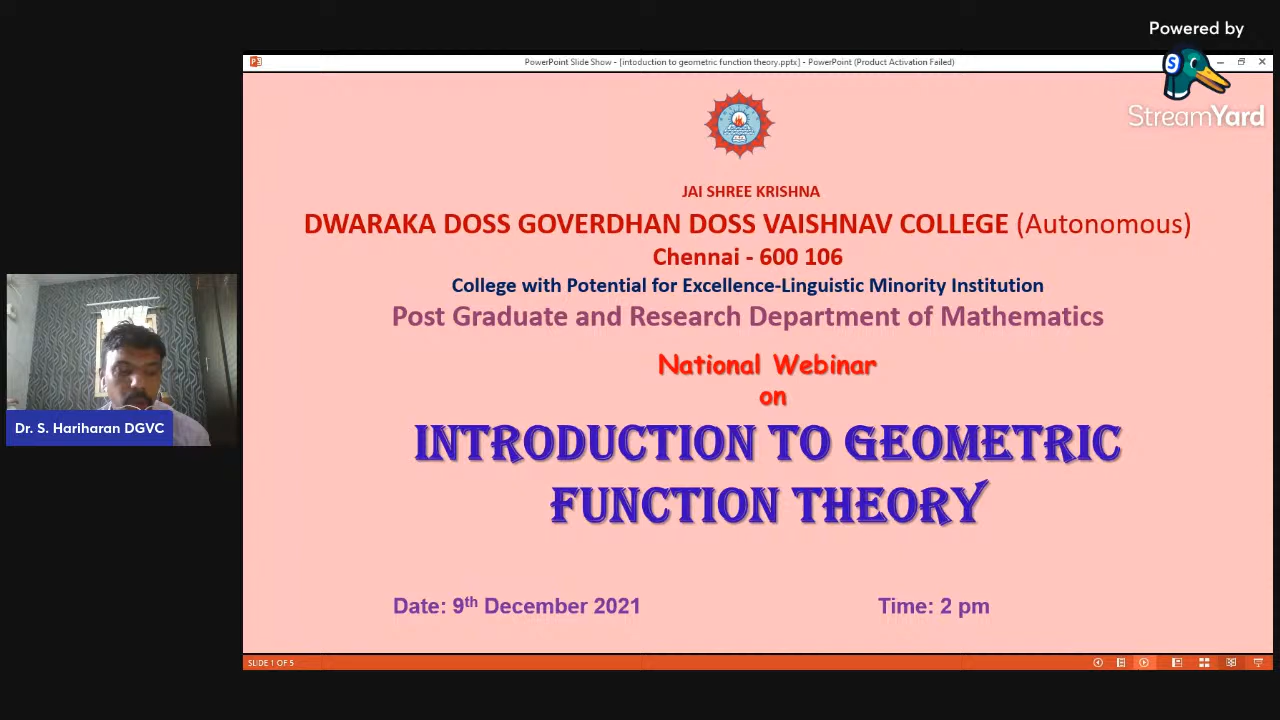 Powered by
StreamYard
PowerPoint Slide Show - [intoduction to geometric function theory.pptx] - PowerPoint (Product Activation Failed)
JAI SHREE KRISHNA
DWARAKA DOSS GOVERDHAN DOSS VAISHNAV COLLEGE (Autonomous)
Chennai - 600 106
College with Potential for Excellence-Linguistic Minority Institution
Post Graduate and Research Department of Mathematics
National Webinar
on
INTRODUCTION TO GEOMETRIC
FUNCTION THEORY
Date: 9th December 2021
Time: 2 pm
Dr. S. Hariharan DGVC
SLIDE 1 OF 5